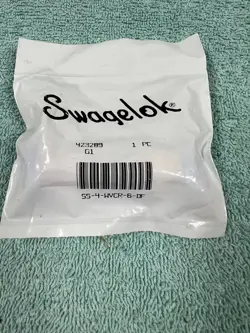 Swagelok®
423209 1 PC
G1
SS-4-WVCR-6-DF